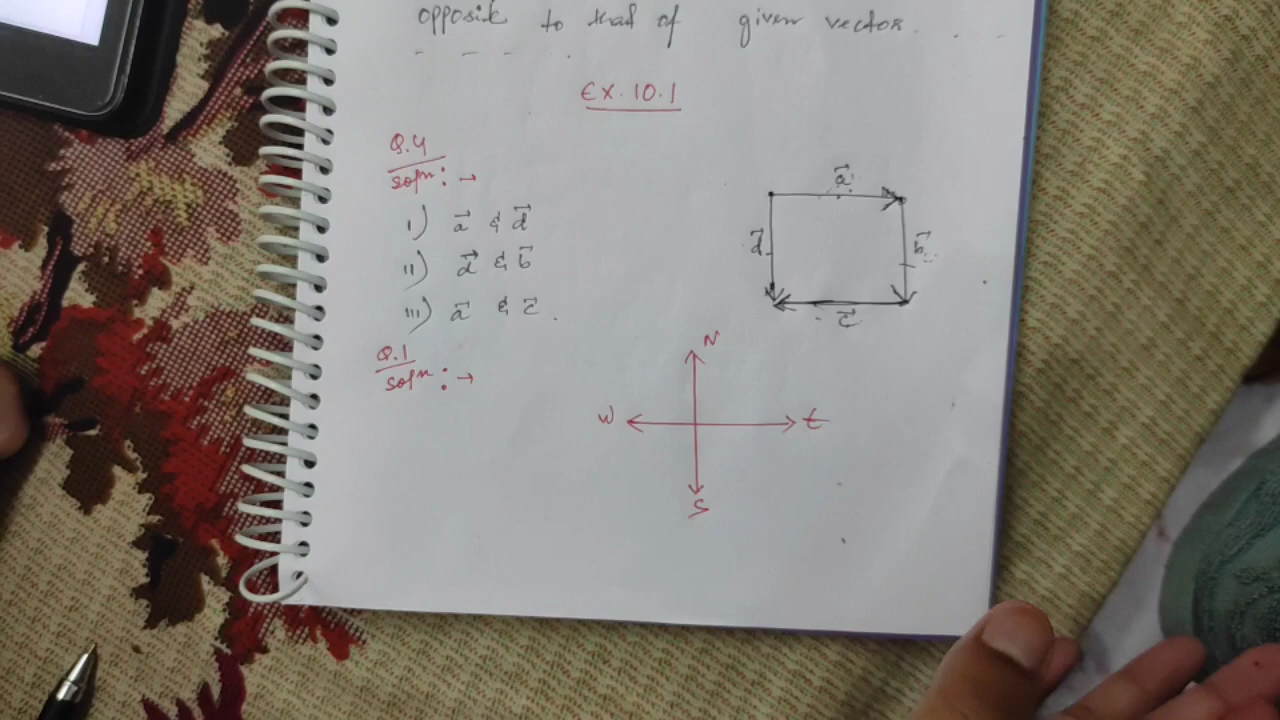 opposite to that of given vector. . -
- - - - .
EX. 10.1
Q.4
solⁿ: →
i) a⃗ & d⃗
ii) d⃗ & b⃗
iii) a⃗ & c⃗ .
a⃗
d⃗
b⃗
c⃗
Q.1
solⁿ: →
N
W
E
S